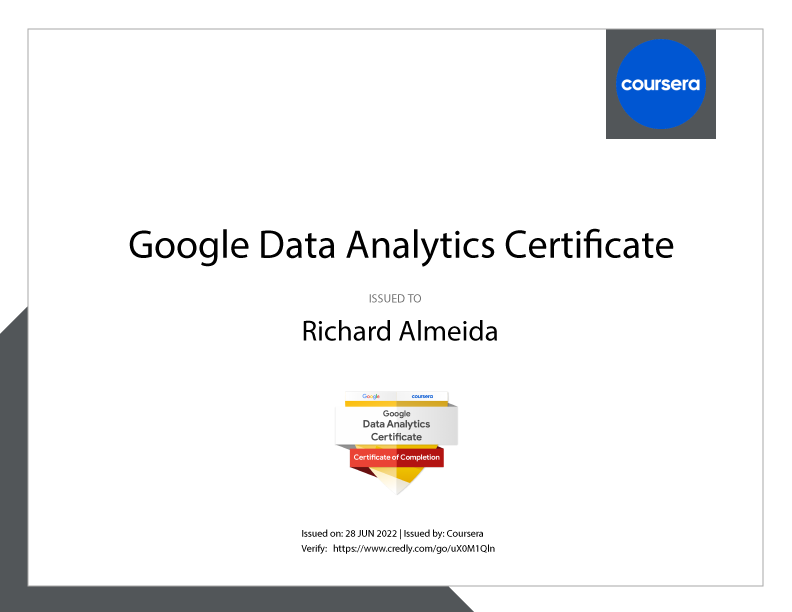 coursera
Google Data Analytics Certificate
ISSUED TO
Richard Almeida
Google coursera
Google
Data Analytics
Certificate
Certificate of Completion
Issued on: 28 JUN 2022 | Issued by: Coursera
Verify: https://www.credly.com/go/uX0M1Qln